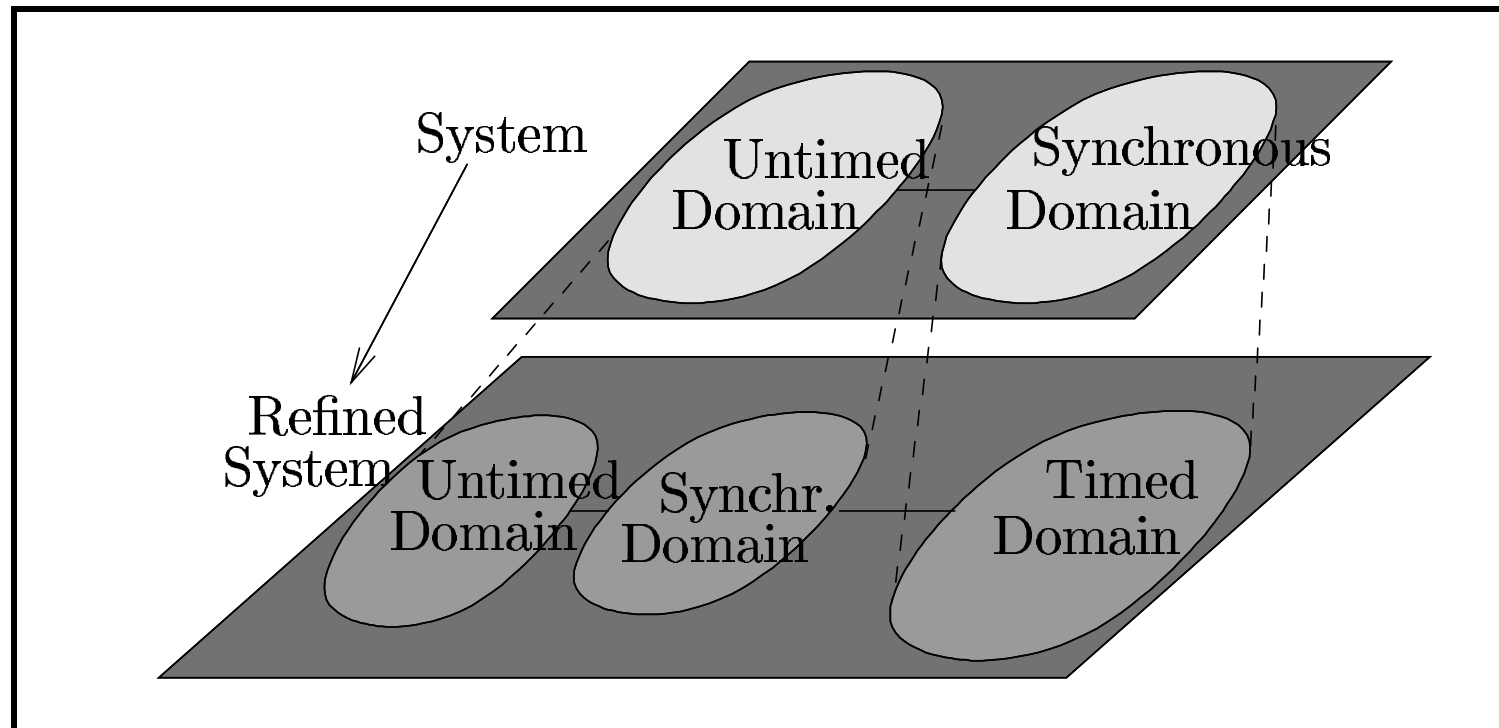 System
Untimed
Domain
Synchronous
Domain
Refined
System
Untimed
Domain
Synchr.
Domain
Timed
Domain